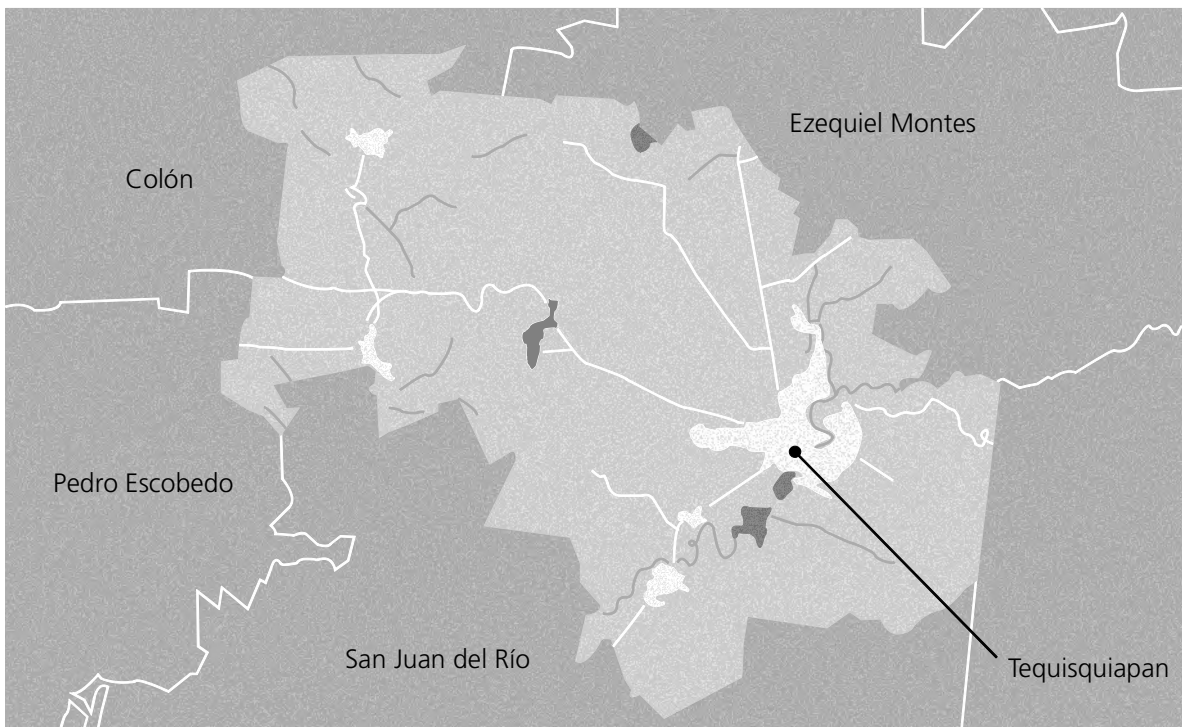 Ezequiel Montes
Colón
Pedro Escobedo
San Juan del Río
Tequisquiapan